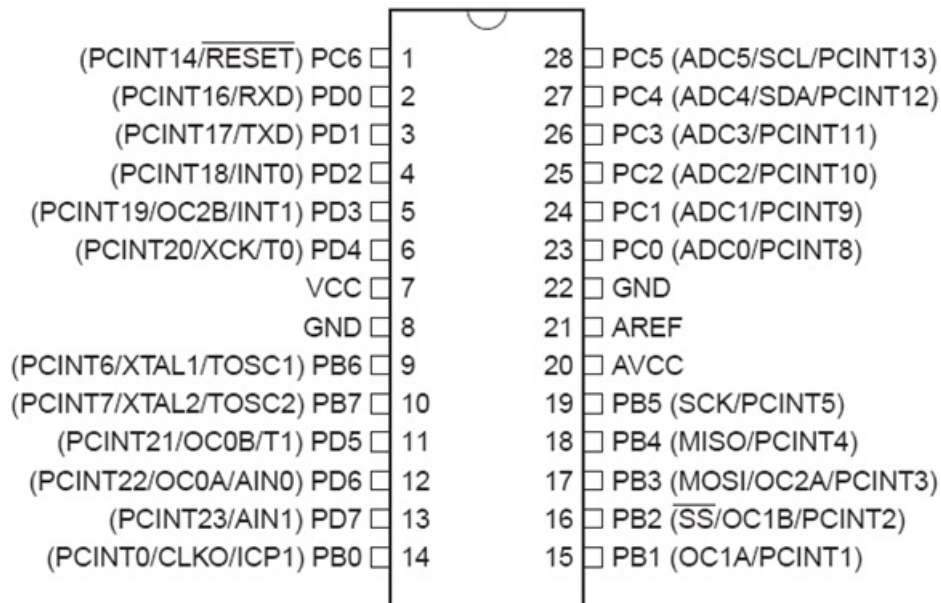 (PCINT14/RESET) PC6 1 28 PC5 (ADC5/SCL/PCINT13)
(PCINT16/RXD) PD0 2 27 PC4 (ADC4/SDA/PCINT12)
(PCINT17/TXD) PD1 3 26 PC3 (ADC3/PCINT11)
(PCINT18/INT0) PD2 4 25 PC2 (ADC2/PCINT10)
(PCINT19/OC2B/INT1) PD3 5 24 PC1 (ADC1/PCINT9)
(PCINT20/XCK/T0) PD4 6 23 PC0 (ADC0/PCINT8)
VCC 7 22 GND
GND 8 21 AREF
(PCINT6/XTAL1/TOSC1) PB6 9 20 AVCC
(PCINT7/XTAL2/TOSC2) PB7 10 19 PB5 (SCK/PCINT5)
(PCINT21/OC0B/T1) PD5 11 18 PB4 (MISO/PCINT4)
(PCINT22/OC0A/AIN0) PD6 12 17 PB3 (MOSI/OC2A/PCINT3)
(PCINT23/AIN1) PD7 13 16 PB2 (SS/OC1B/PCINT2)
(PCINT0/CLKO/ICP1) PB0 14 15 PB1 (OC1A/PCINT1)